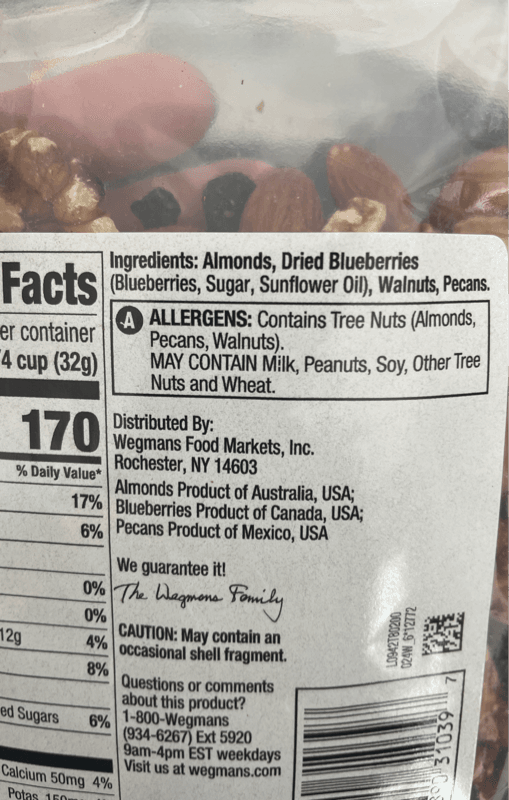 Facts
er container
4 cup (32g)
170
% Daily Value*
17%
6%
0%
0%
12g 4%
8%
ed Sugars 6%
Calcium 50mg 4%
Potas
Ingredients: Almonds, Dried Blueberries
(Blueberries, Sugar, Sunflower Oil), Walnuts, Pecans.
A ALLERGENS: Contains Tree Nuts (Almonds,
Pecans, Walnuts).
MAY CONTAIN Milk, Peanuts, Soy, Other Tree
Nuts and Wheat.
Distributed By:
Wegmans Food Markets, Inc.
Rochester, NY 14603
Almonds Product of Australia, USA;
Blueberries Product of Canada, USA;
Pecans Product of Mexico, USA
We guarantee it!
The Wegmans Family
CAUTION: May contain an
occasional shell fragment.
Questions or comments
about this product?
1-800-Wegmans
(934-6267) Ext 5920
9am-4pm EST weekdays
Visit us at wegmans.com
31039 7